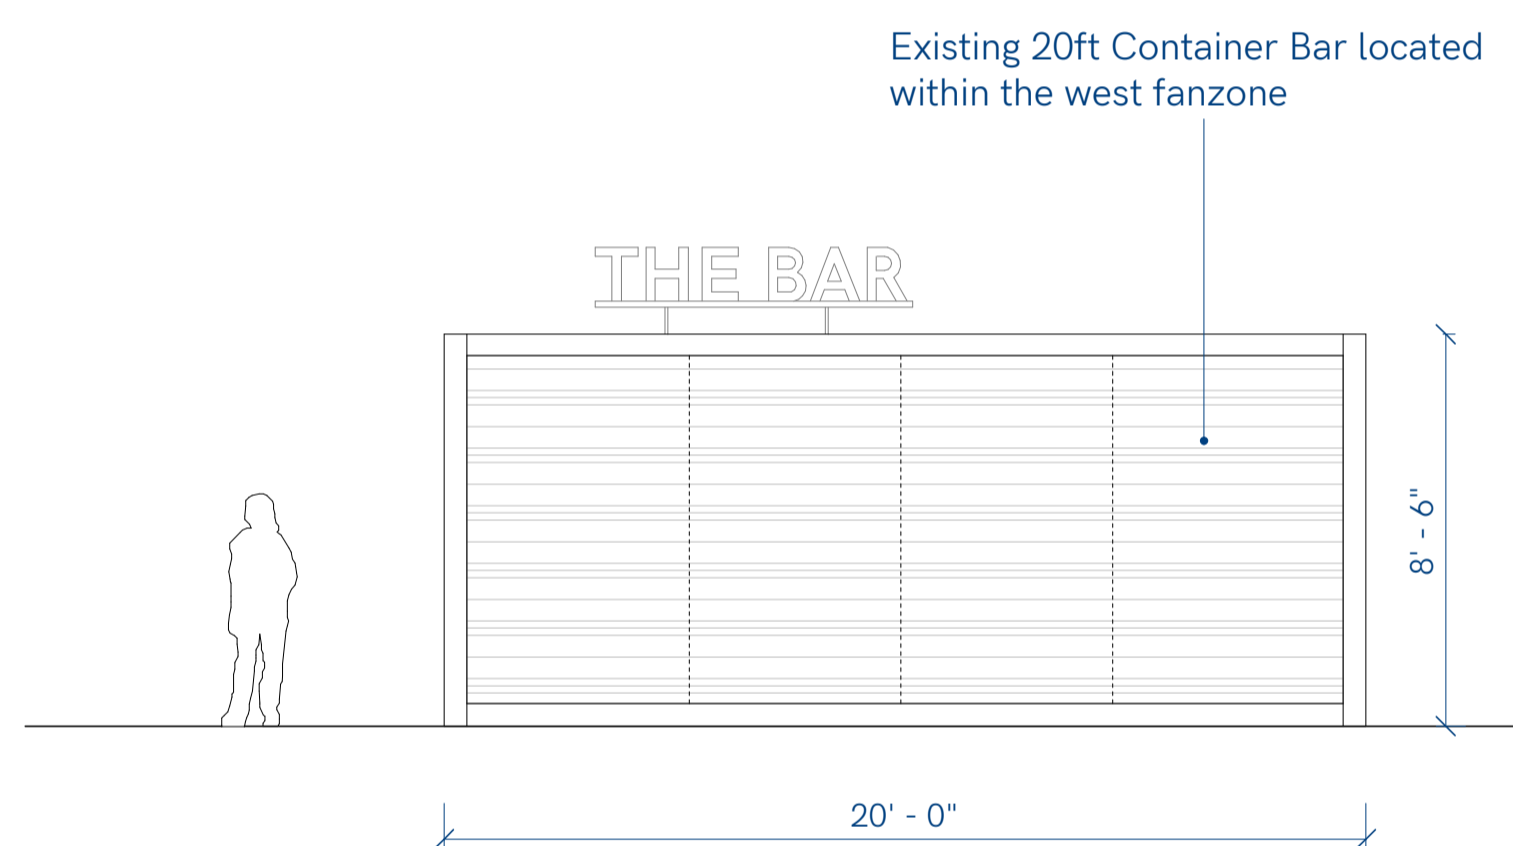 Existing 20ft Container Bar located
within the west fanzone
THE BAR
8' - 6"
20' - 0"